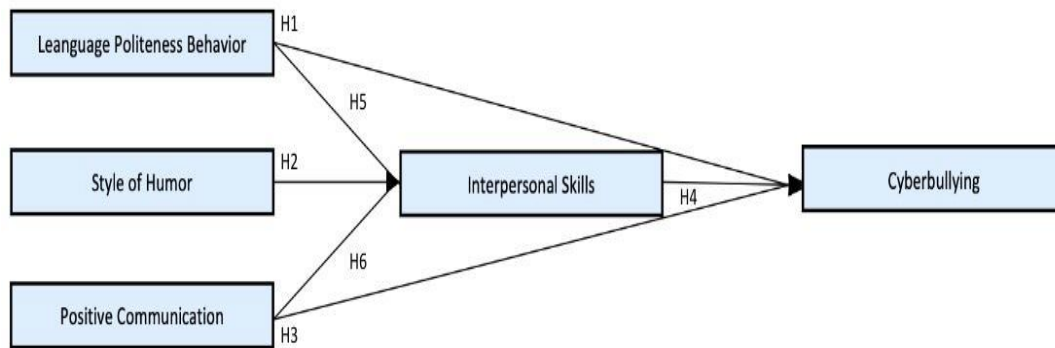 H1
Leanguage Politeness Behavior
H5
H2
Style of Humor
Interpersonal Skills
Cyberbullying
H4
H6
Positive Communication
H3